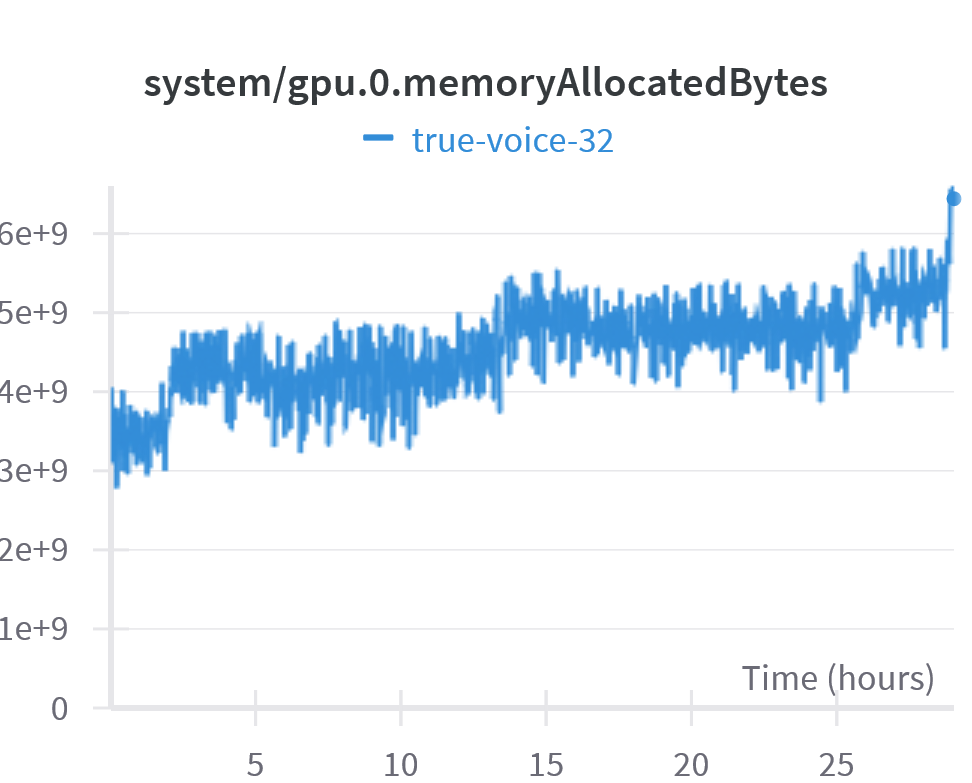 system/gpu.0.memoryAllocatedBytes
true-voice-32
6e+9
5e+9
4e+9
3e+9
2e+9
1e+9
Time (hours)
0
5 10 15 20 25